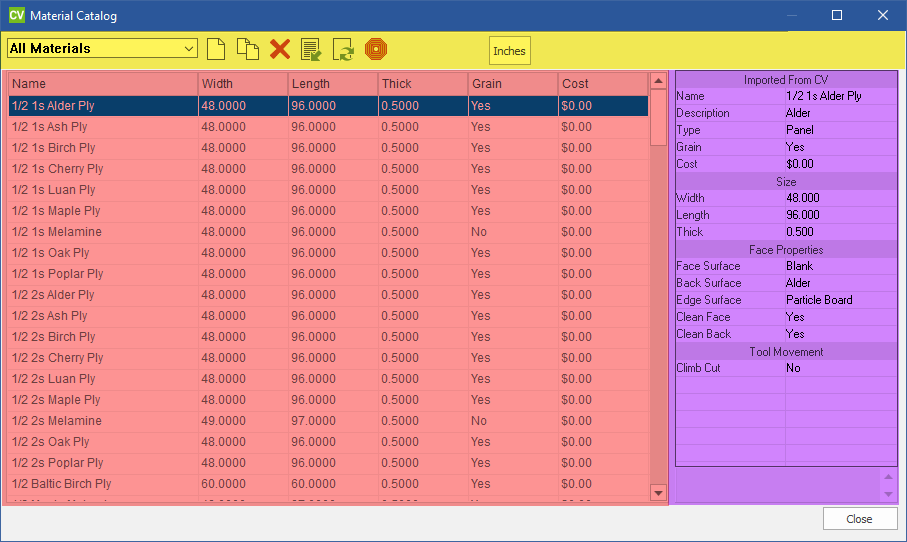 CV Material Catalog
All Materials Inches
Name Width Length Thick Grain Cost
1/2 1s Alder Ply 48.0000 96.0000 0.5000 Yes $0.00
1/2 1s Ash Ply 48.0000 96.0000 0.5000 Yes $0.00
1/2 1s Birch Ply 48.0000 96.0000 0.5000 Yes $0.00
1/2 1s Cherry Ply 48.0000 96.0000 0.5000 Yes $0.00
1/2 1s Luan Ply 48.0000 96.0000 0.5000 Yes $0.00
1/2 1s Maple Ply 48.0000 96.0000 0.5000 Yes $0.00
1/2 1s Melamine 48.0000 96.0000 0.5000 No $0.00
1/2 1s Oak Ply 48.0000 96.0000 0.5000 Yes $0.00
1/2 1s Poplar Ply 48.0000 96.0000 0.5000 Yes $0.00
1/2 2s Alder Ply 48.0000 96.0000 0.5000 Yes $0.00
1/2 2s Ash Ply 48.0000 96.0000 0.5000 Yes $0.00
1/2 2s Birch Ply 48.0000 96.0000 0.5000 Yes $0.00
1/2 2s Cherry Ply 48.0000 96.0000 0.5000 Yes $0.00
1/2 2s Luan Ply 48.0000 96.0000 0.5000 Yes $0.00
1/2 2s Maple Ply 48.0000 96.0000 0.5000 Yes $0.00
1/2 2s Melamine 49.0000 97.0000 0.5000 No $0.00
1/2 2s Oak Ply 48.0000 96.0000 0.5000 Yes $0.00
1/2 2s Poplar Ply 48.0000 96.0000 0.5000 Yes $0.00
1/2 Baltic Birch Ply 60.0000 60.0000 0.5000 Yes $0.00
Imported From CV
Name 1/2 1s Alder Ply
Description Alder
Type Panel
Grain Yes
Cost $0.00
Size
Width 48.000
Length 96.000
Thick 0.500
Face Properties
Face Surface Blank
Back Surface Alder
Edge Surface Particle Board
Clean Face Yes
Clean Back Yes
Tool Movement
Climb Cut No
Close